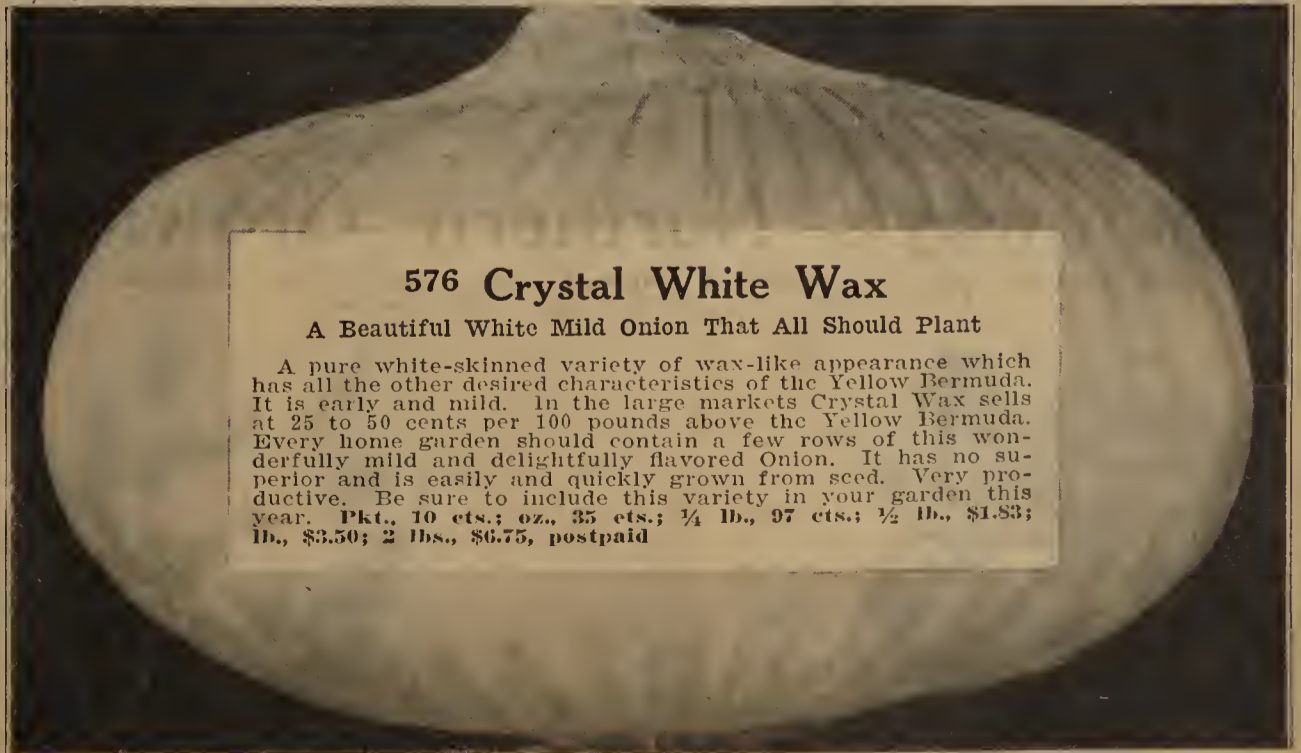 576 Crystal White Wax
A Beautiful White Mild Onion That All Should Plant
A pure white-skinned variety of wax-like appearance which
has all the other desired characteristics of the Yellow Bermuda.
It is early and mild. In the large markets Crystal Wax sells
at 25 to 50 cents per 100 pounds above the Yellow Bermuda.
Every home garden should contain a few rows of this won-
derfully mild and delightfully flavored Onion. It has no su-
perior and is easily and quickly grown from seed. Very pro-
ductive. Be sure to include this variety in your garden this
year. Pkt., 10 cts.; oz., 35 cts.; ¼ lb., 97 cts.; ½ lb., $1.83;
lb., $3.50; 2 lbs., $6.75, postpaid